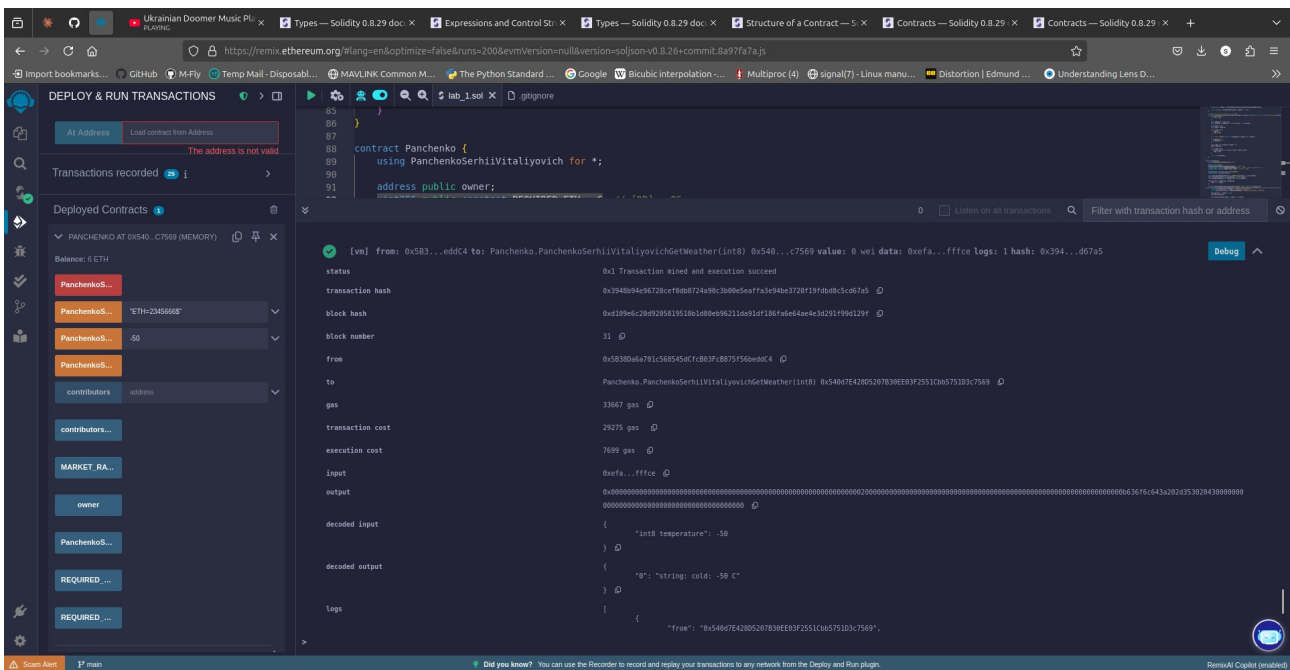 Ukrainian Doomer Music Pla
PLAYING
Types — Solidity 0.8.29 doc
Expressions and Control Str
Types — Solidity 0.8.29 doc
Structure of a Contract — S
Contracts — Solidity 0.8.29
Contracts — Solidity 0.8.29
https://remix.ethereum.org/#lang=en&optimize=false&runs=200&evmVersion=null&version=soljson-v0.8.26+commit.8a97fa7a.js
Import bookmarks... GitHub M-Fly Temp Mail - Disposabl... MAVLINK Common M... The Python Standard ... Google Bicubic interpolation -... Multiproc (4) signal(7) - Linux manu... Distortion | Edmund ... Understanding Lens D...
DEPLOY & RUN TRANSACTIONS
lab_1.sol
.gitignore
At Address
Load contract from Address
The address is not valid
Transactions recorded 25 i
Deployed Contracts 1
PANCHENKO AT 0X540...C7569 (MEMORY)
Balance: 6 ETH
PanchenkoS...
PanchenkoS... "ETH=2345666$"
PanchenkoS... -50
PanchenkoS...
contributors address
contributors...
MARKET_RA...
owner
PanchenkoS...
REQUIRED_...
REQUIRED_...
85 }
86 }
87
88 contract Panchenko {
89 using PanchenkoSerhiiVitaliyovich for *;
90
91 address public owner;
0 Listen on all transactions Filter with transaction hash or address
[vm] from: 0x5B3...eddC4 to: Panchenko.PanchenkoSerhiiVitaliyovichGetWeather(int8) 0x540...c7569 value: 0 wei data: 0xefa...fffce logs: 1 hash: 0x394...d67a5
Debug
status 0x1 Transaction mined and execution succeed
transaction hash
block hash
block number 31
from 0x5B38Da6a701c568545dCfcB03FcB875f56beddC4
to Panchenko.PanchenkoSerhiiVitaliyovichGetWeather(int8) 0x540d7E428D5207B30EE03F2551Cbb5751D3c7569
gas 33667 gas
transaction cost 29275 gas
execution cost 7699 gas
input 0xefa...fffce
output
decoded input {
"int8 temperature": -50
}
decoded output {
"0": "string: cold: -50 C"
}
logs [
{
"from": "0x540d7E428D5207B30EE03F2551Cbb5751D3c7569",
>
Scam Alert main
Did you know? You can use the Recorder to record and replay your transactions to any network from the Deploy and Run plugin.
RemixAI Copilot (enabled)